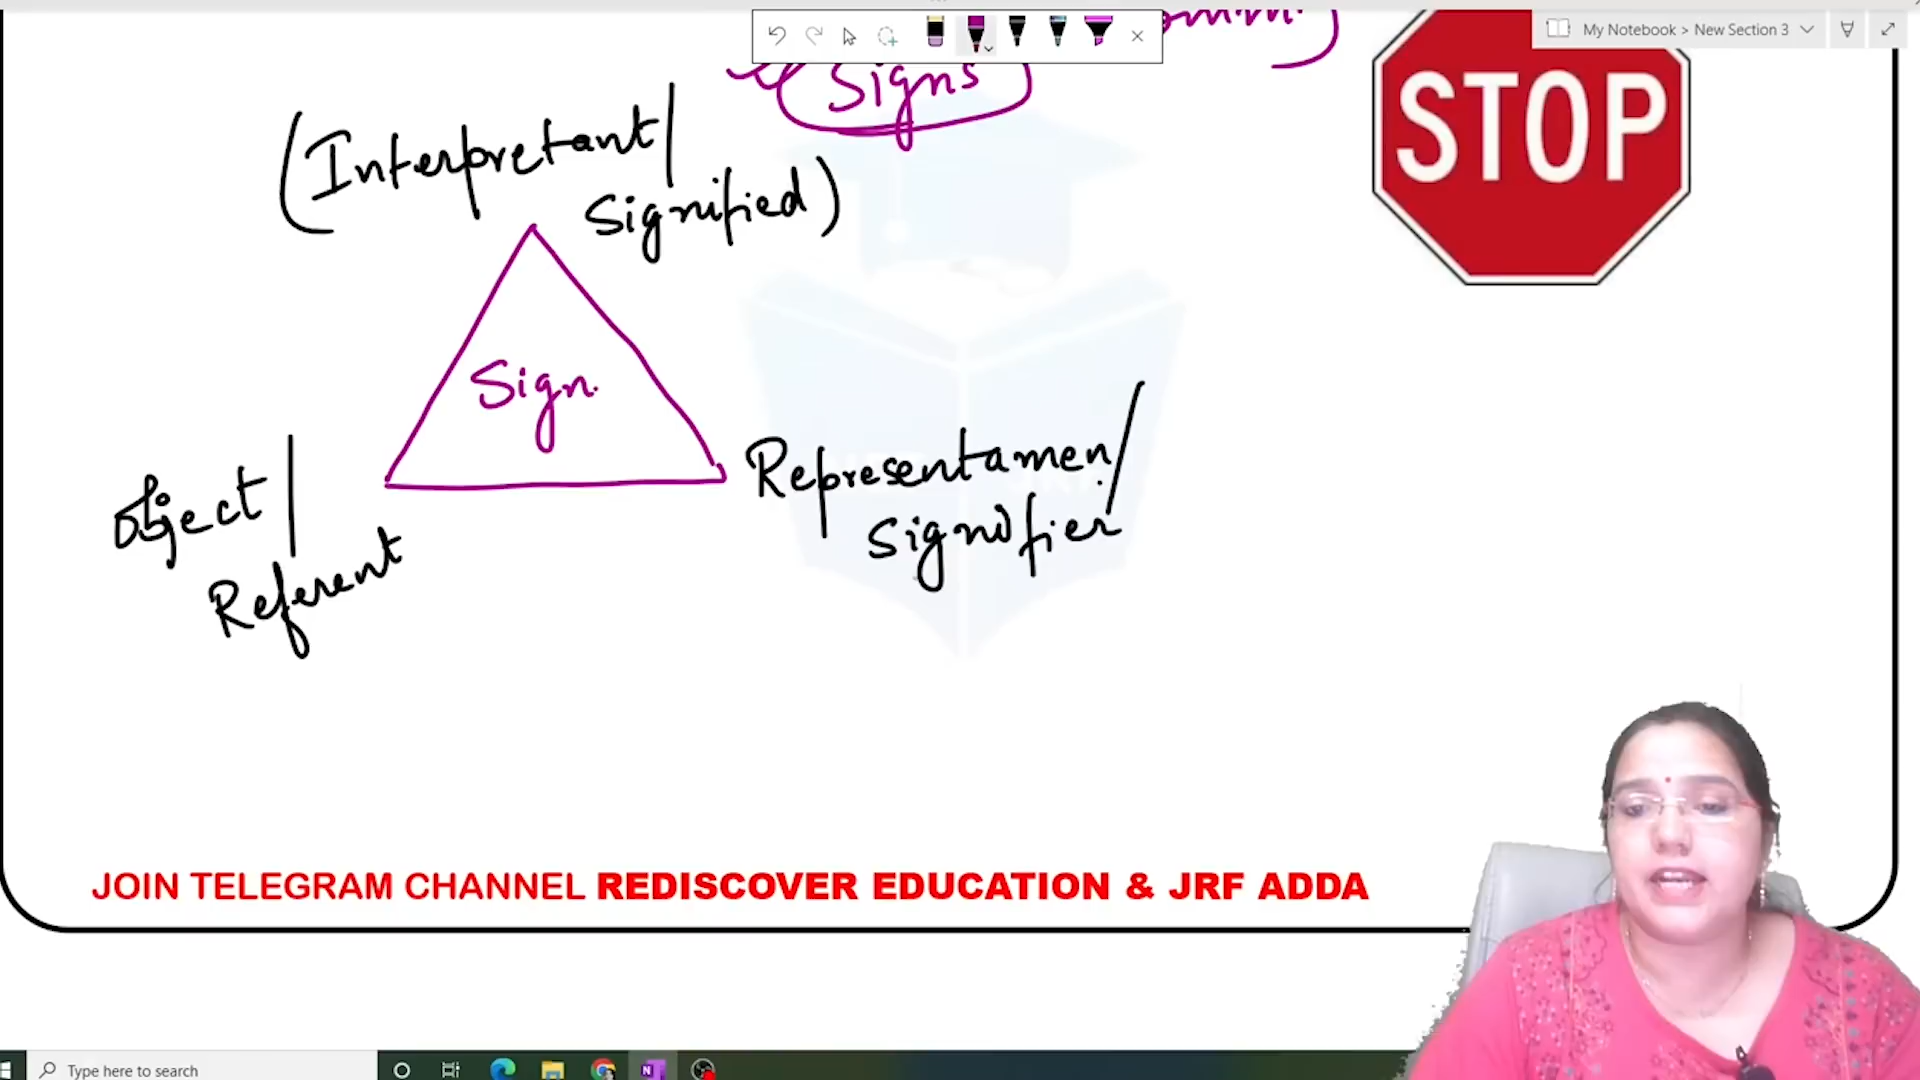 My Notebook > New Section 3
Signs
STOP
(Interpretant/
Signified)
Sign.
Object/
Referent
Representamen/
Signifier
JOIN TELEGRAM CHANNEL REDISCOVER EDUCATION & JRF ADDA
Type here to search